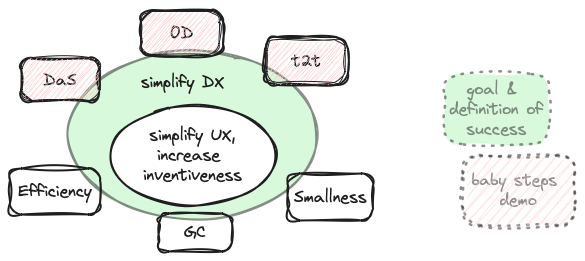 OD
t2t
DaS
simplify DX
simplify UX,
increase
inventiveness
Efficiency
Smallness
GC
goal &
definition of
success
baby steps
demo